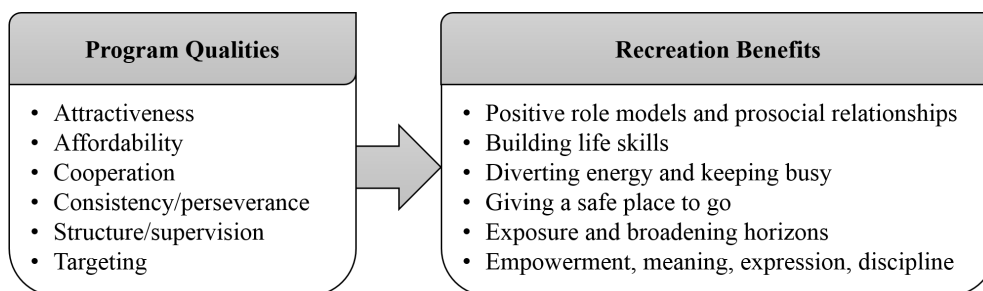 Program Qualities
• Attractiveness
• Affordability
• Cooperation
• Consistency/perseverance
• Structure/supervision
• Targeting
Recreation Benefits
• Positive role models and prosocial relationships
• Building life skills
• Diverting energy and keeping busy
• Giving a safe place to go
• Exposure and broadening horizons
• Empowerment, meaning, expression, discipline